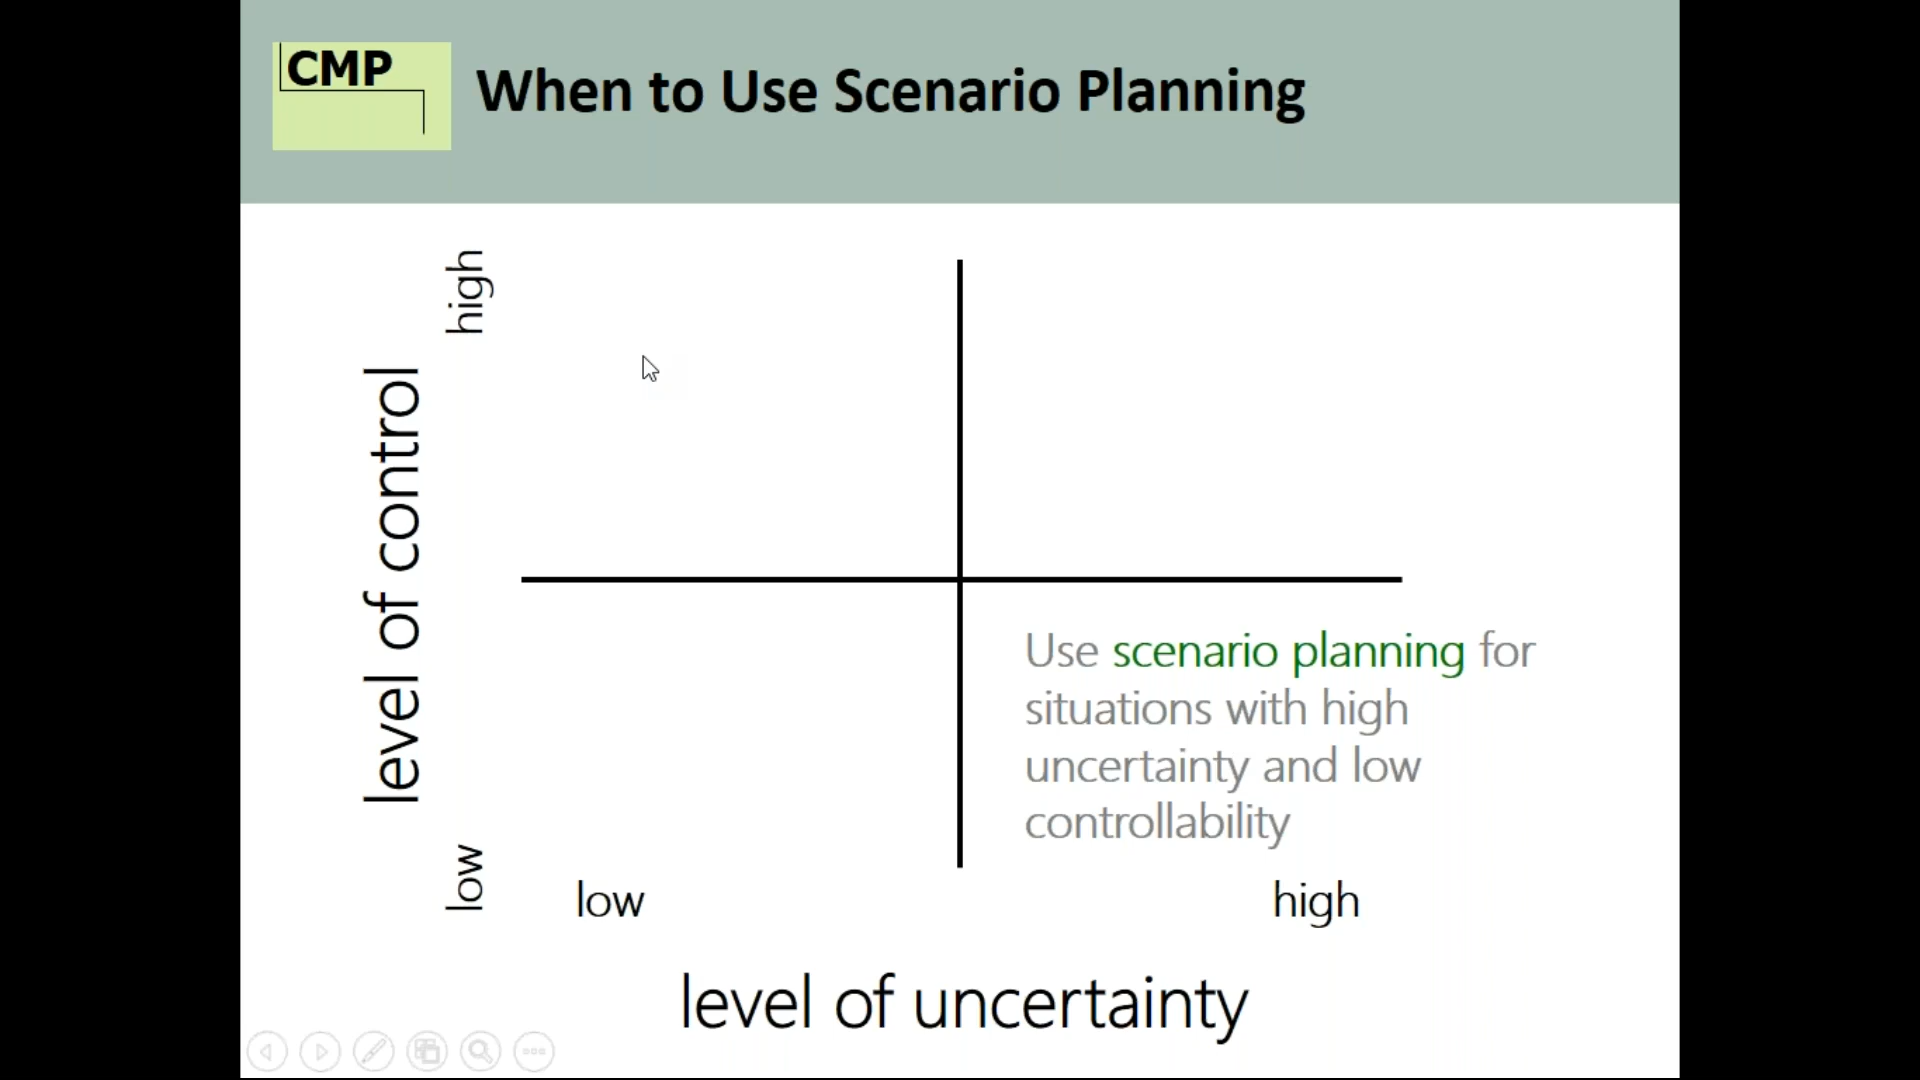 CMP
When to Use Scenario Planning
high
level of control
low
Use scenario planning for
situations with high
uncertainty and low
controllability
low
high
level of uncertainty